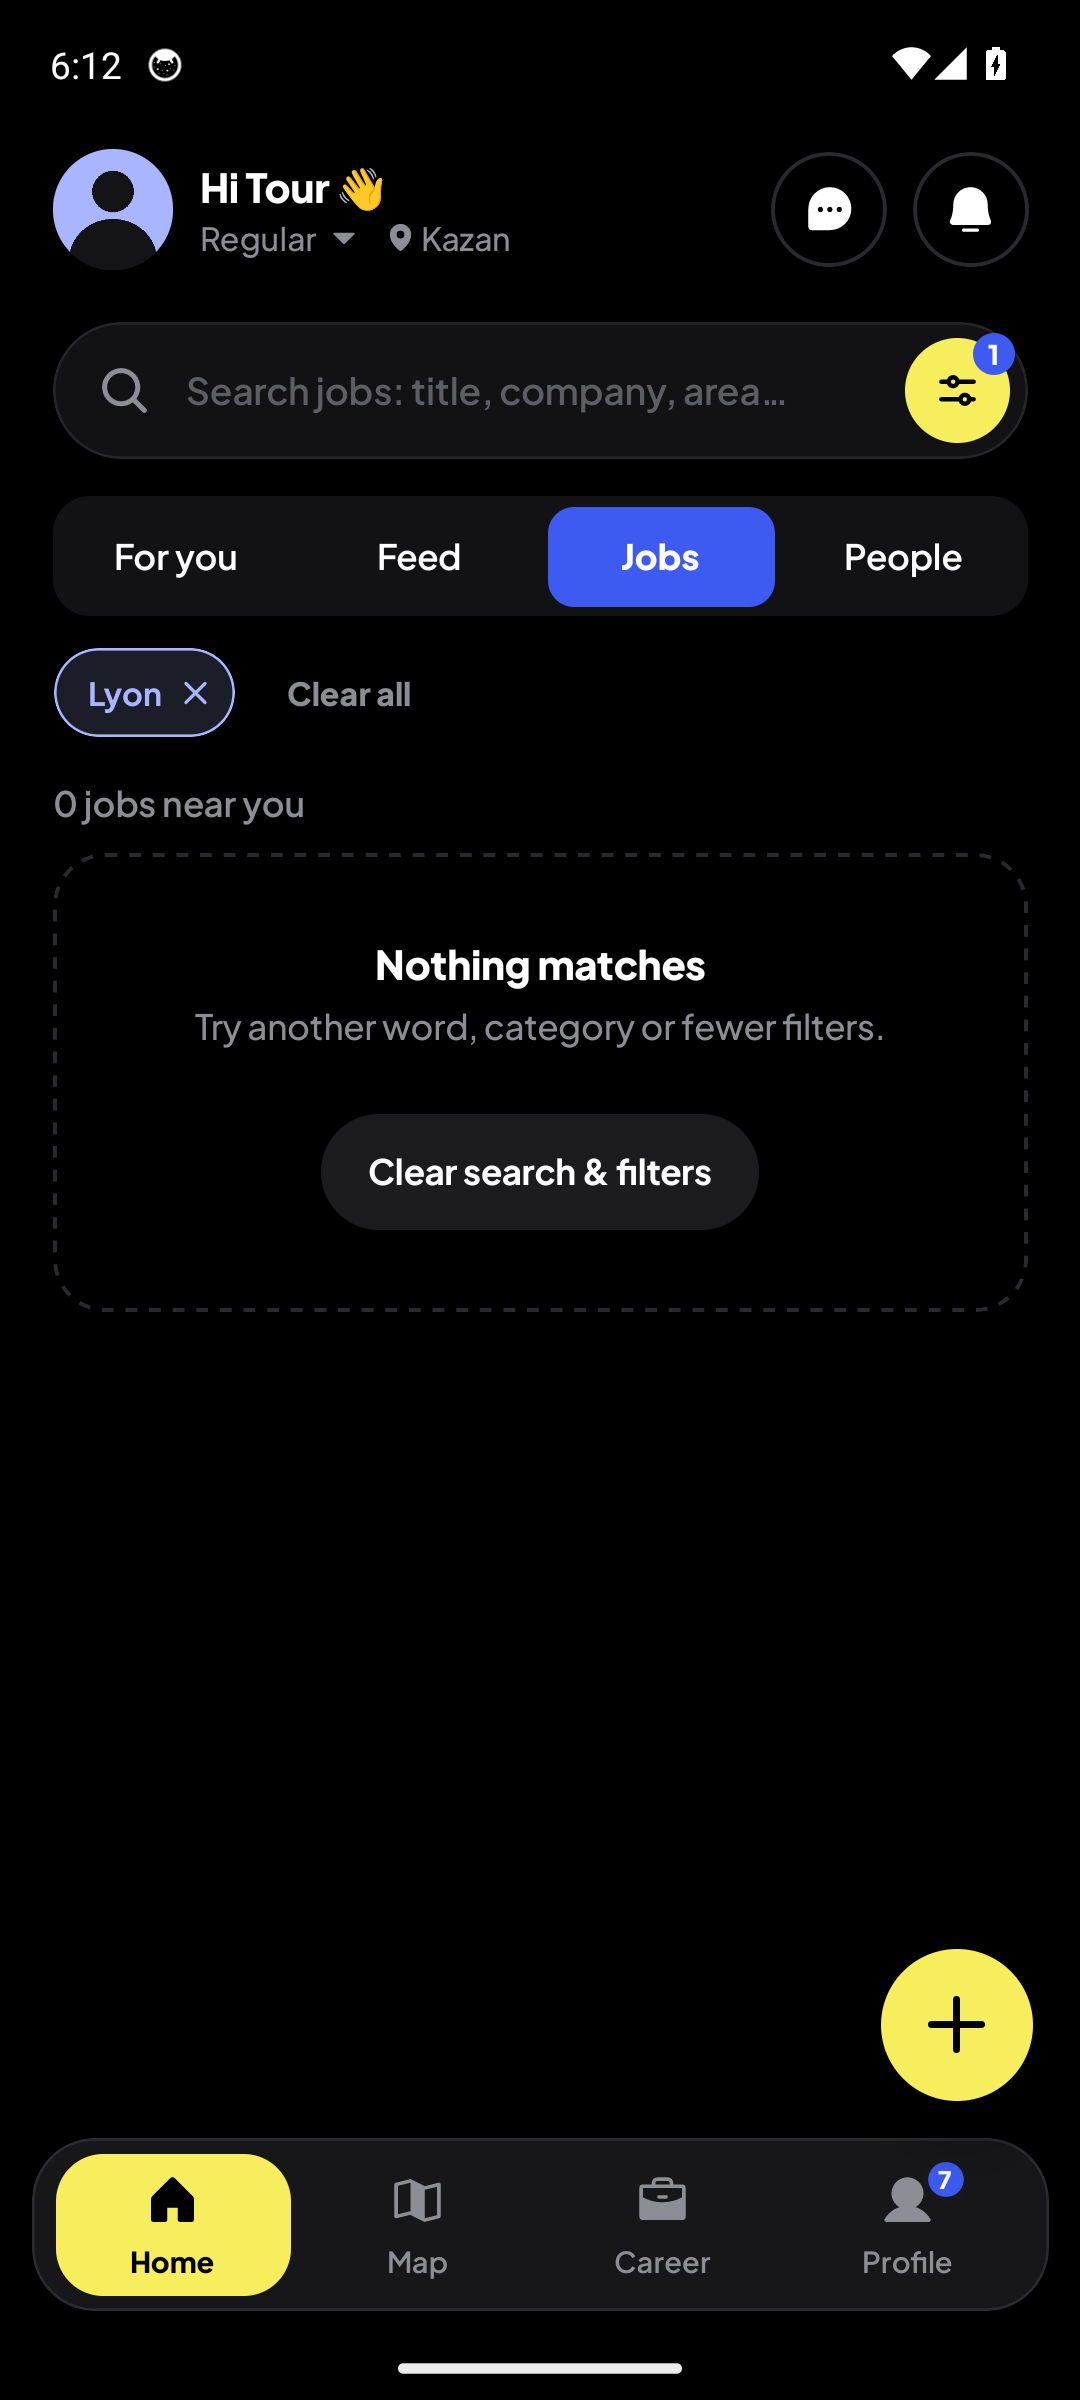 6:12
Hi Tour 👋
Regular Kazan
Search jobs: title, company, area...
1
For you Feed Jobs People
Lyon Clear all
0 jobs near you
Nothing matches
Try another word, category or fewer filters.
Clear search & filters
7
Home Map Career Profile